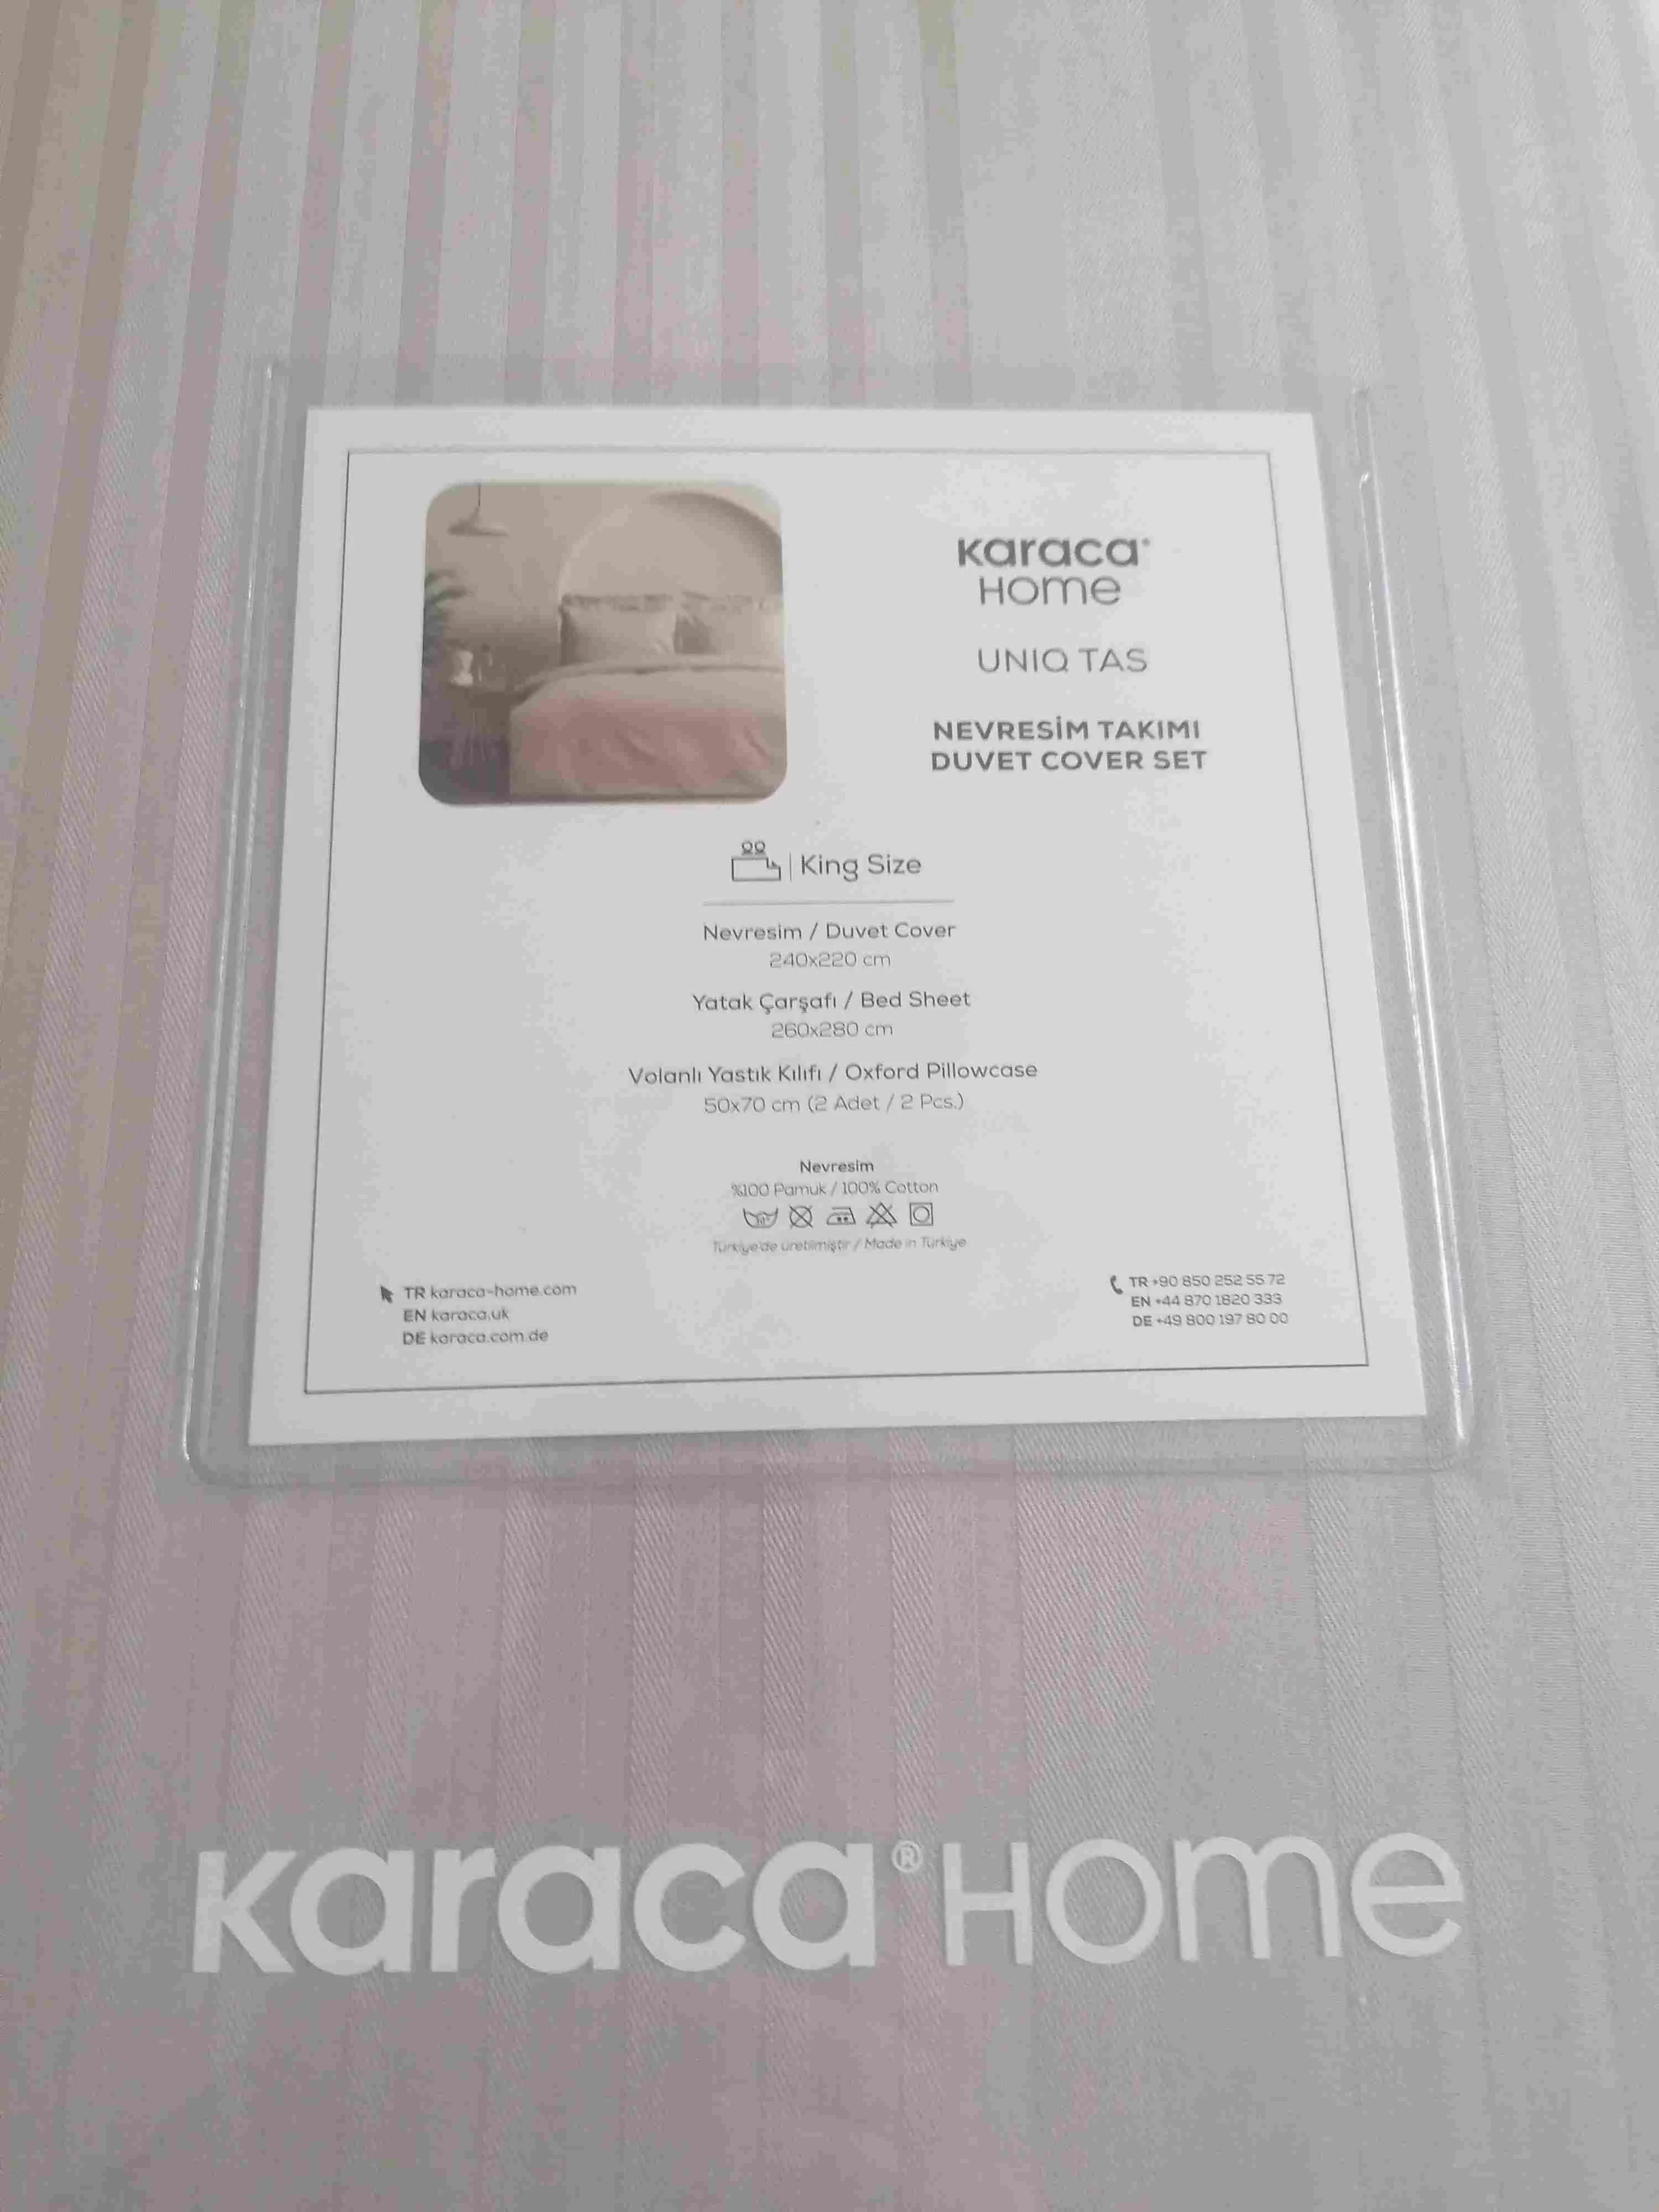 Karaca®
Home
UNIQ TAS
NEVRESİM TAKIMI
DUVET COVER SET
King Size
Nevresim / Duvet Cover
240x220 cm
Yatak Çarşafı / Bed Sheet
260x280 cm
Volanlı Yastık Kılıfı / Oxford Pillowcase
50x70 cm (2 Adet / 2 Pcs.)
Nevresim
%100 Pamuk / 100% Cotton
Türkiye'de üretilmiştir / Made in Türkiye
TR karaca-home.com
EN karaca.uk
DE karaca.com.de
TR +90 850 252 55 72
EN +44 870 1820 333
DE +49 800 197 80 00
Karaca® Home